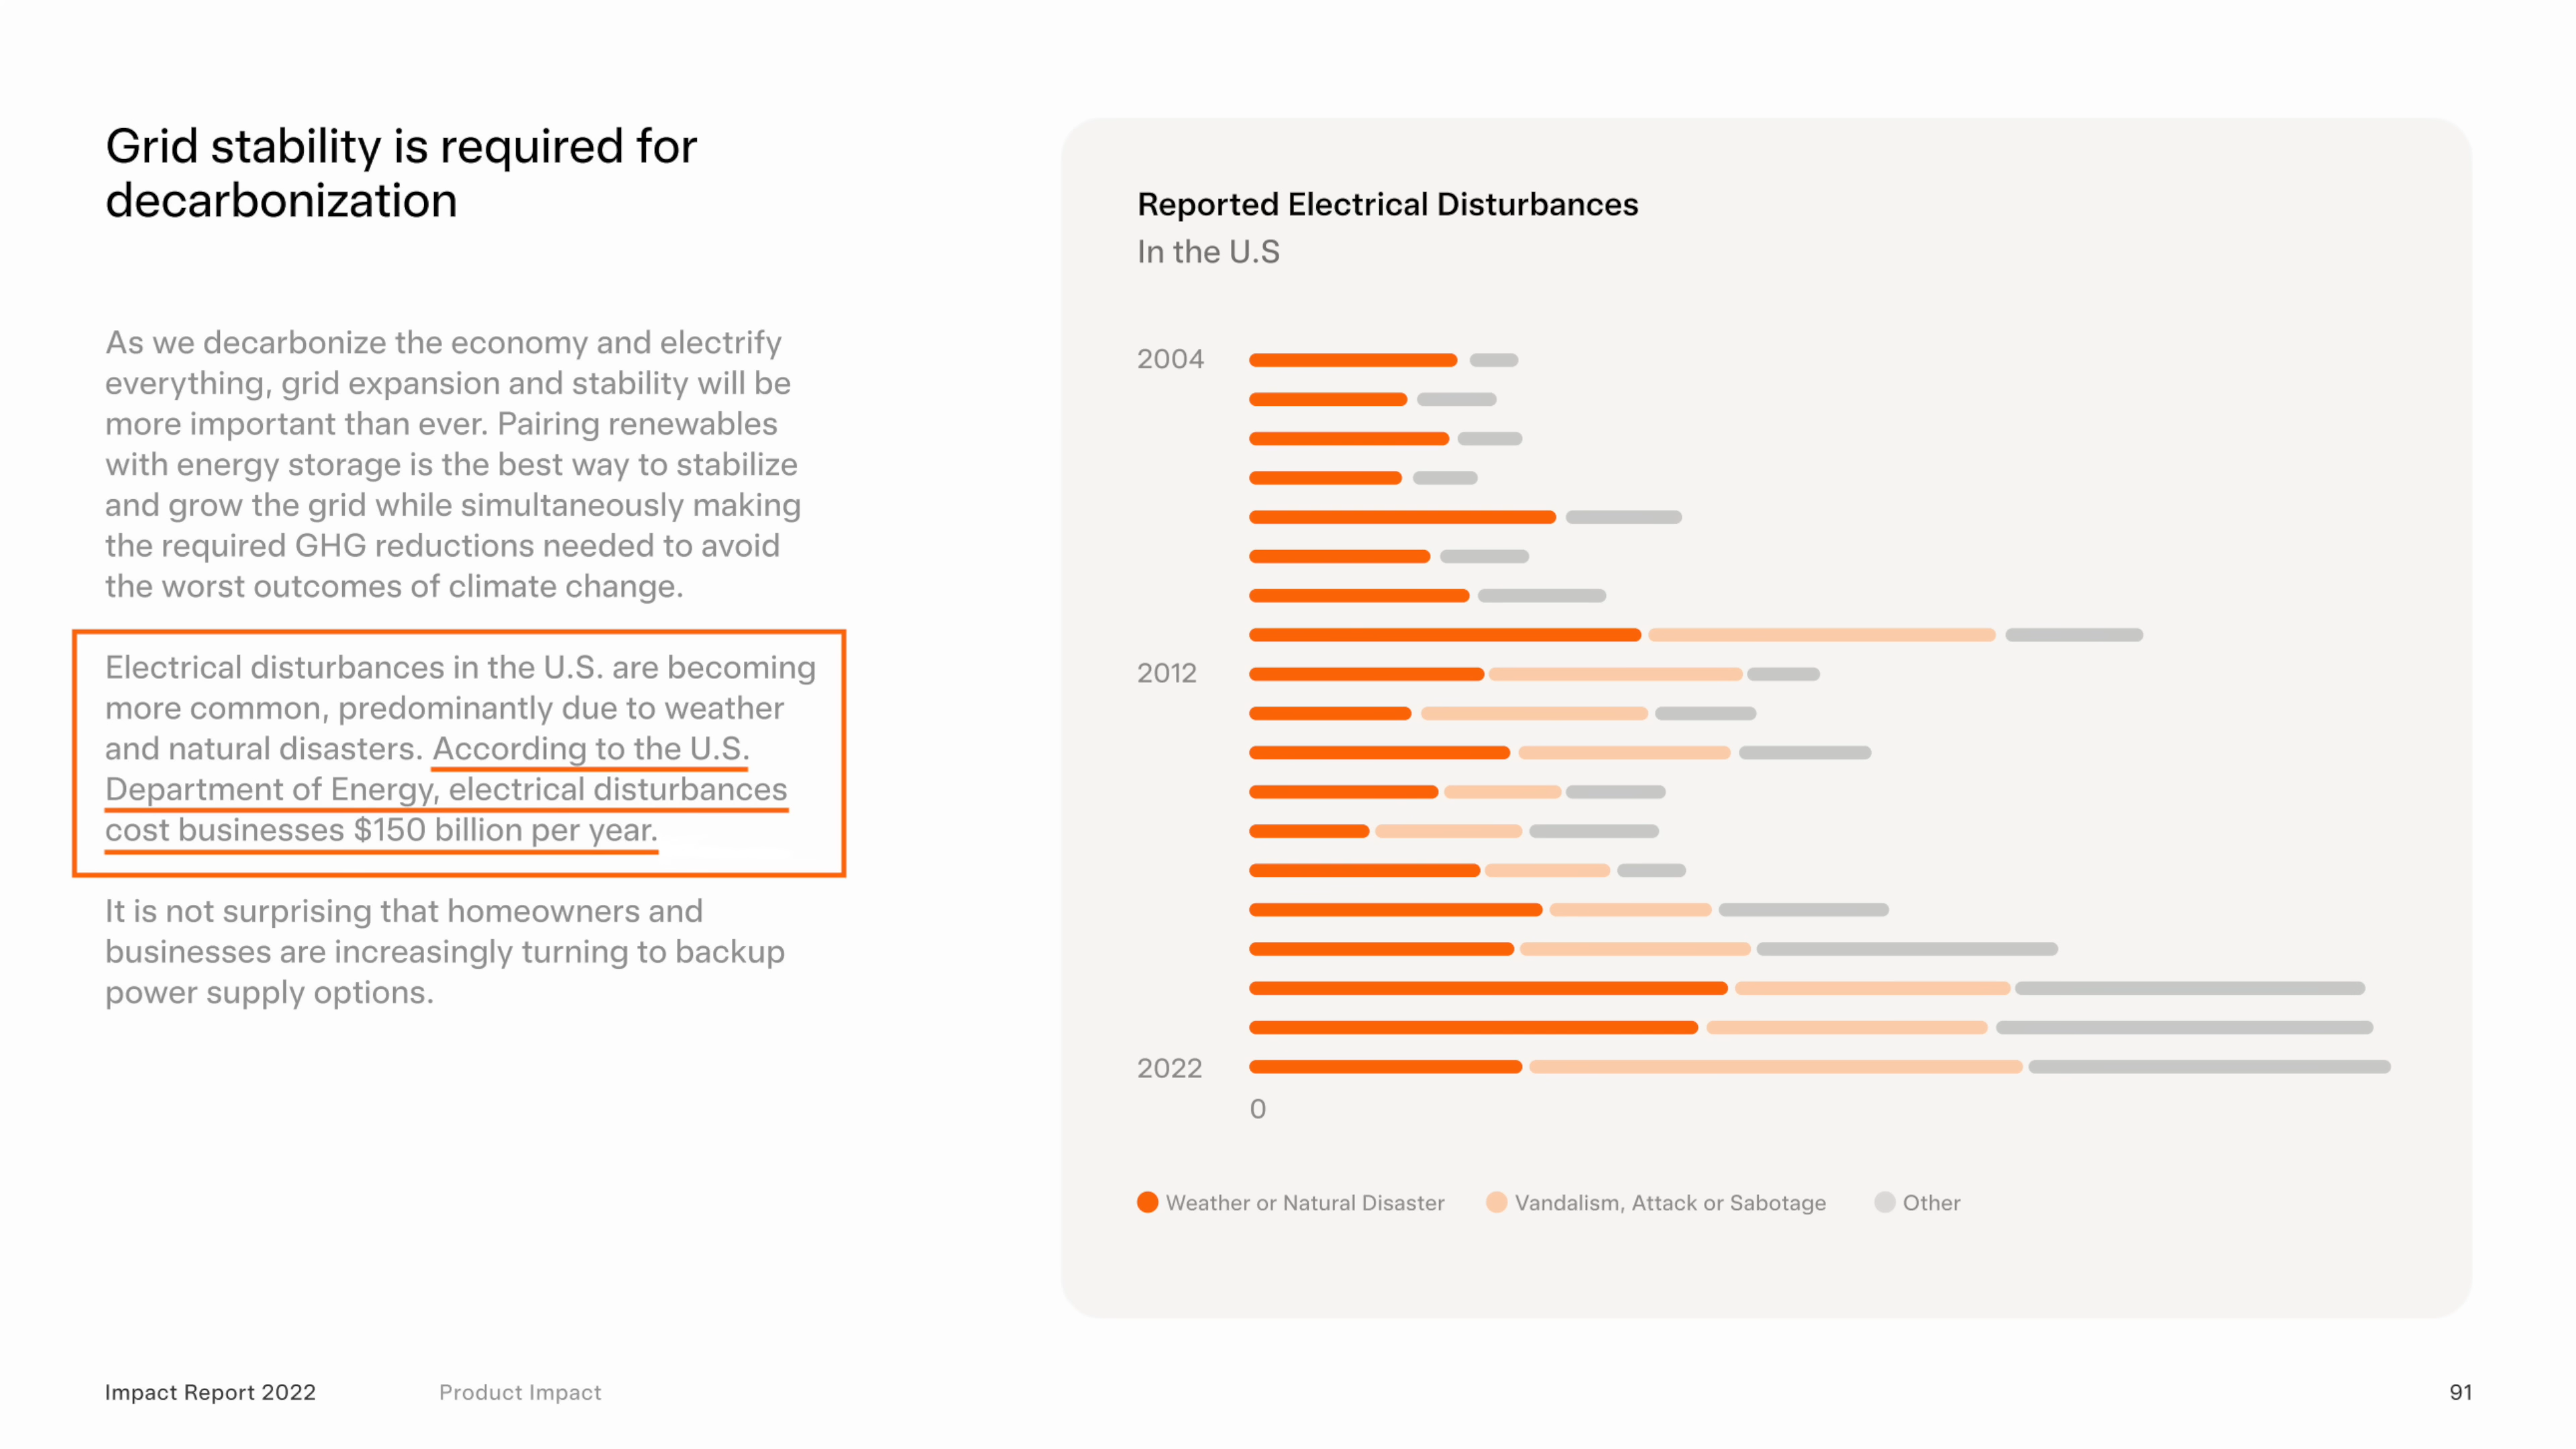 Grid stability is required for
decarbonization
As we decarbonize the economy and electrify
everything, grid expansion and stability will be
more important than ever. Pairing renewables
with energy storage is the best way to stabilize
and grow the grid while simultaneously making
the required GHG reductions needed to avoid
the worst outcomes of climate change.
Electrical disturbances in the U.S. are becoming
more common, predominantly due to weather
and natural disasters. According to the U.S.
Department of Energy, electrical disturbances
cost businesses $150 billion per year.
It is not surprising that homeowners and
businesses are increasingly turning to backup
power supply options.
Reported Electrical Disturbances
In the U.S
2004
2012
2022
0
Weather or Natural Disaster
Vandalism, Attack or Sabotage
Other
Impact Report 2022
Product Impact
91